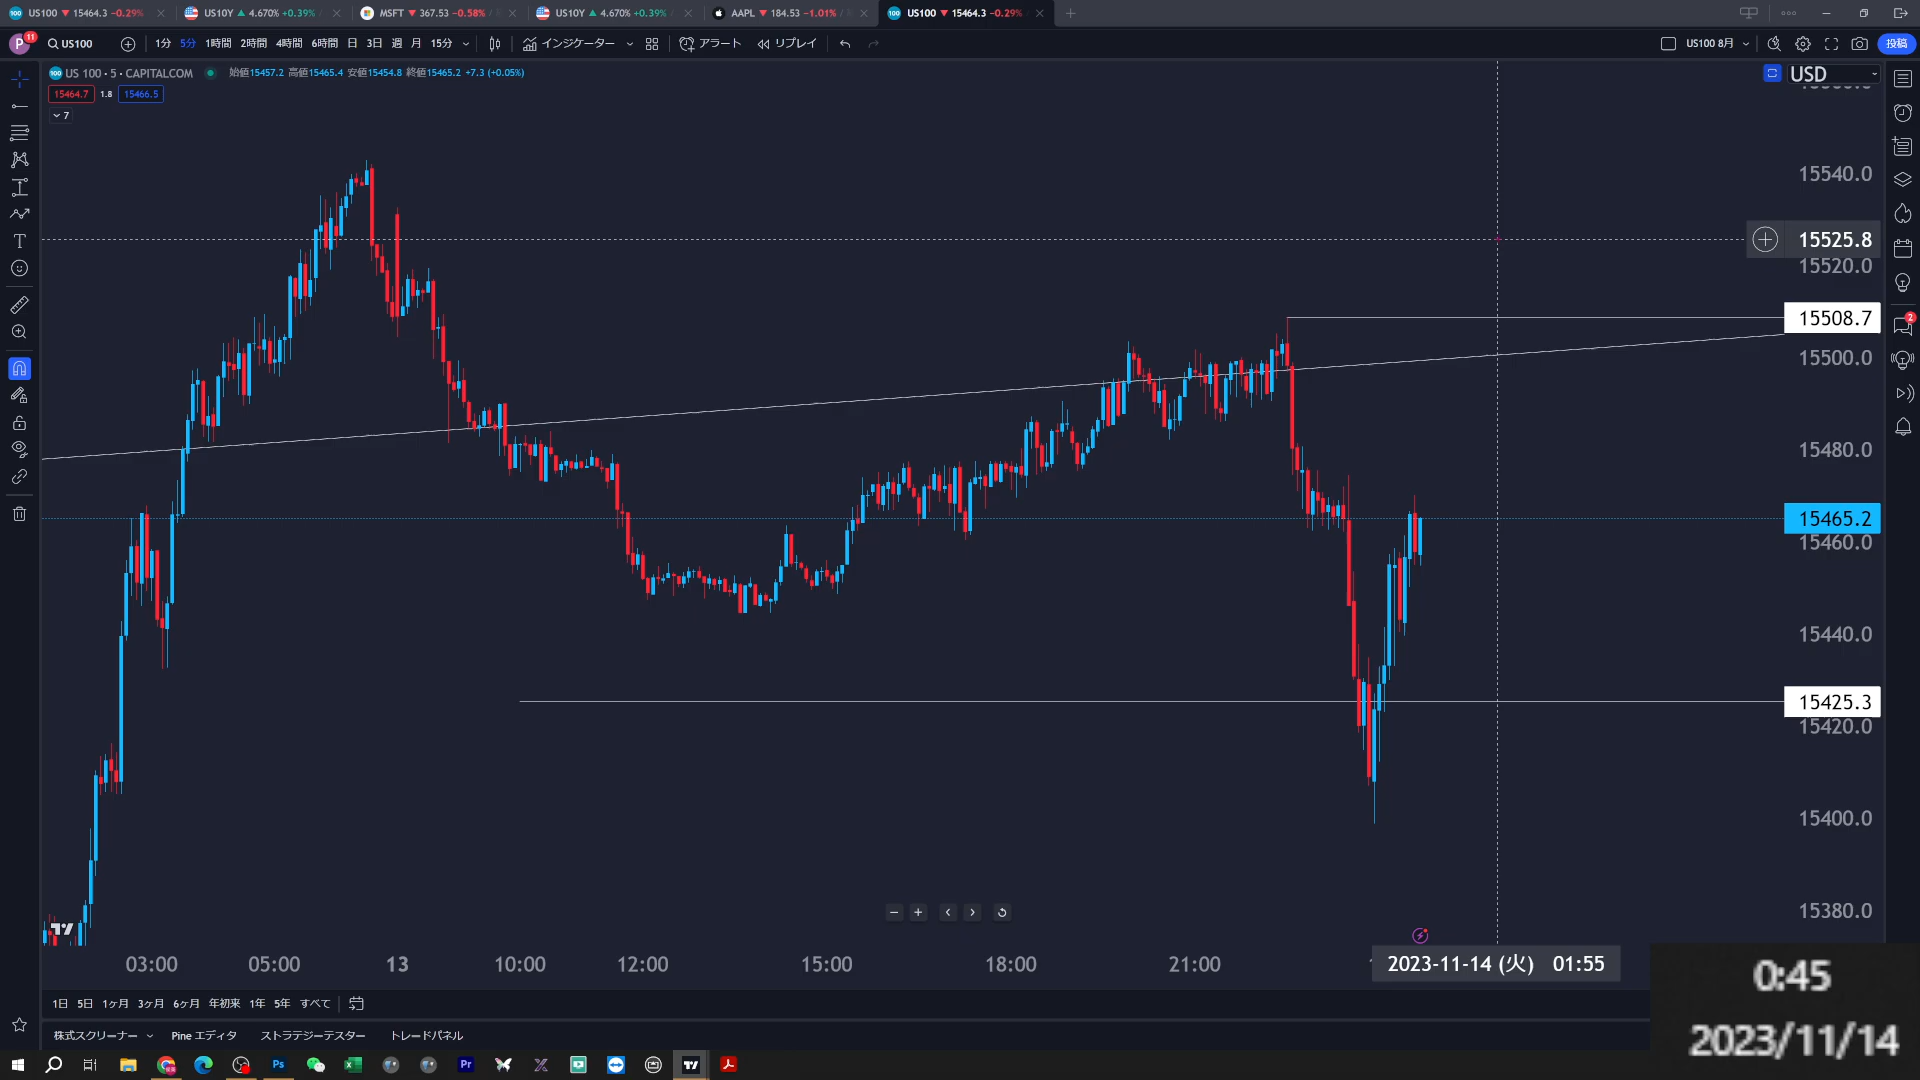 US100 ▼ 15464.3 −0.29%
US10Y ▲ 4.670% +0.39%
MSFT ▼ 367.53 −0.58%
US10Y ▲ 4.670% +0.39%
AAPL ▼ 184.53 −1.01%
US100 ▼ 15464.3 −0.29%
P 11 US100 1分 5分 1時間 2時間 4時間 6時間 日 3日 週 月 15分 インジケーター アラート リプレイ US100 8月 投稿
US 100 · 5 · CAPITALCOM 始値15457.2 高値15465.4 安値15454.8 終値15465.2 +7.3 (+0.05%) USD
15464.7 1.8 15466.5
7
15540.0
15525.8
15520.0
15508.7
15500.0
15480.0
15465.2
15460.0
15440.0
15425.3
15420.0
15400.0
15380.0
2
03:00 05:00 13 10:00 12:00 15:00 18:00 21:00 2023-11-14 (火) 01:55
1日 5日 1ヶ月 3ヶ月 6ヶ月 年初来 1年 5年 すべて
株式スクリーナー Pine エディタ ストラテジーテスター トレードパネル
Ps Pr
0:45
2023/11/14